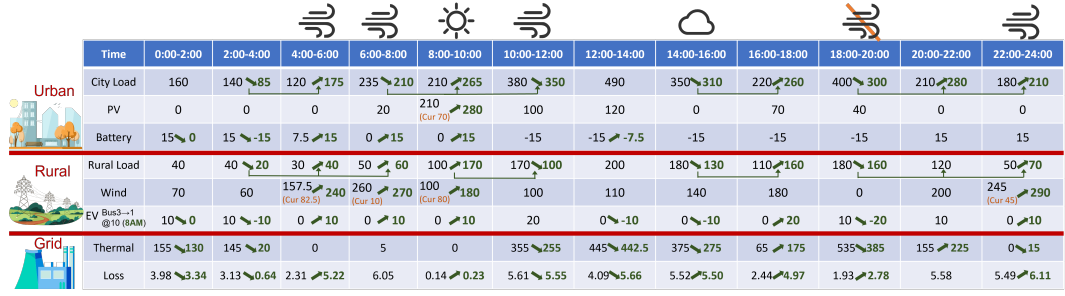 Time 0:00-2:00 2:00-4:00 4:00-6:00 6:00-8:00 8:00-10:00 10:00-12:00 12:00-14:00 14:00-16:00 16:00-18:00 18:00-20:00 20:00-22:00 22:00-24:00
Urban
City Load 160 140 85 120 175 235 210 210 265 380 350 490 350 310 220 260 400 300 210 280 180 210
PV 0 0 0 20 210 (Cur 70) 280 100 120 0 70 40 0 0
Battery 15 0 15 -15 7.5 15 0 15 0 15 -15 -15 -7.5 -15 -15 -15 15 15
Rural
Rural Load 40 40 20 30 40 50 60 100 170 170 100 200 180 130 110 160 180 160 120 50 70
Wind 70 60 157.5 (Cur 82.5) 240 260 (Cur 10) 270 100 (Cur 80) 180 100 110 140 180 0 200 245 (Cur 45) 290
EV Bus3→1 @10 (8AM) 10 0 10 -10 0 10 0 10 0 10 20 0 -10 0 -10 0 20 10 -20 10 0 10
Grid
Thermal 155 130 145 20 0 5 0 355 255 445 442.5 375 275 65 175 535 385 155 225 0 15
Loss 3.98 3.34 3.13 0.64 2.31 5.22 6.05 0.14 0.23 5.61 5.55 4.09 5.66 5.52 5.50 2.44 4.97 1.93 2.78 5.58 5.49 6.11